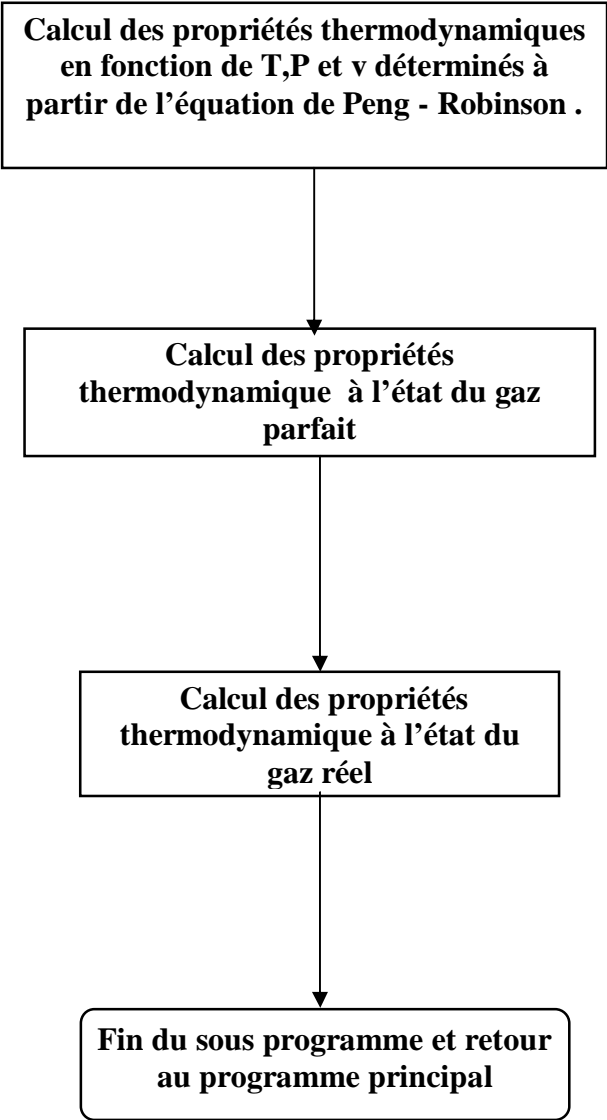 Calcul des propriétés thermodynamiques
en fonction de T,P et v déterminés à
partir de l’équation de Peng - Robinson .
Calcul des propriétés
thermodynamique à l’état du gaz
parfait
Calcul des propriétés
thermodynamique à l’état du
gaz réel
Fin du sous programme et retour
au programme principal